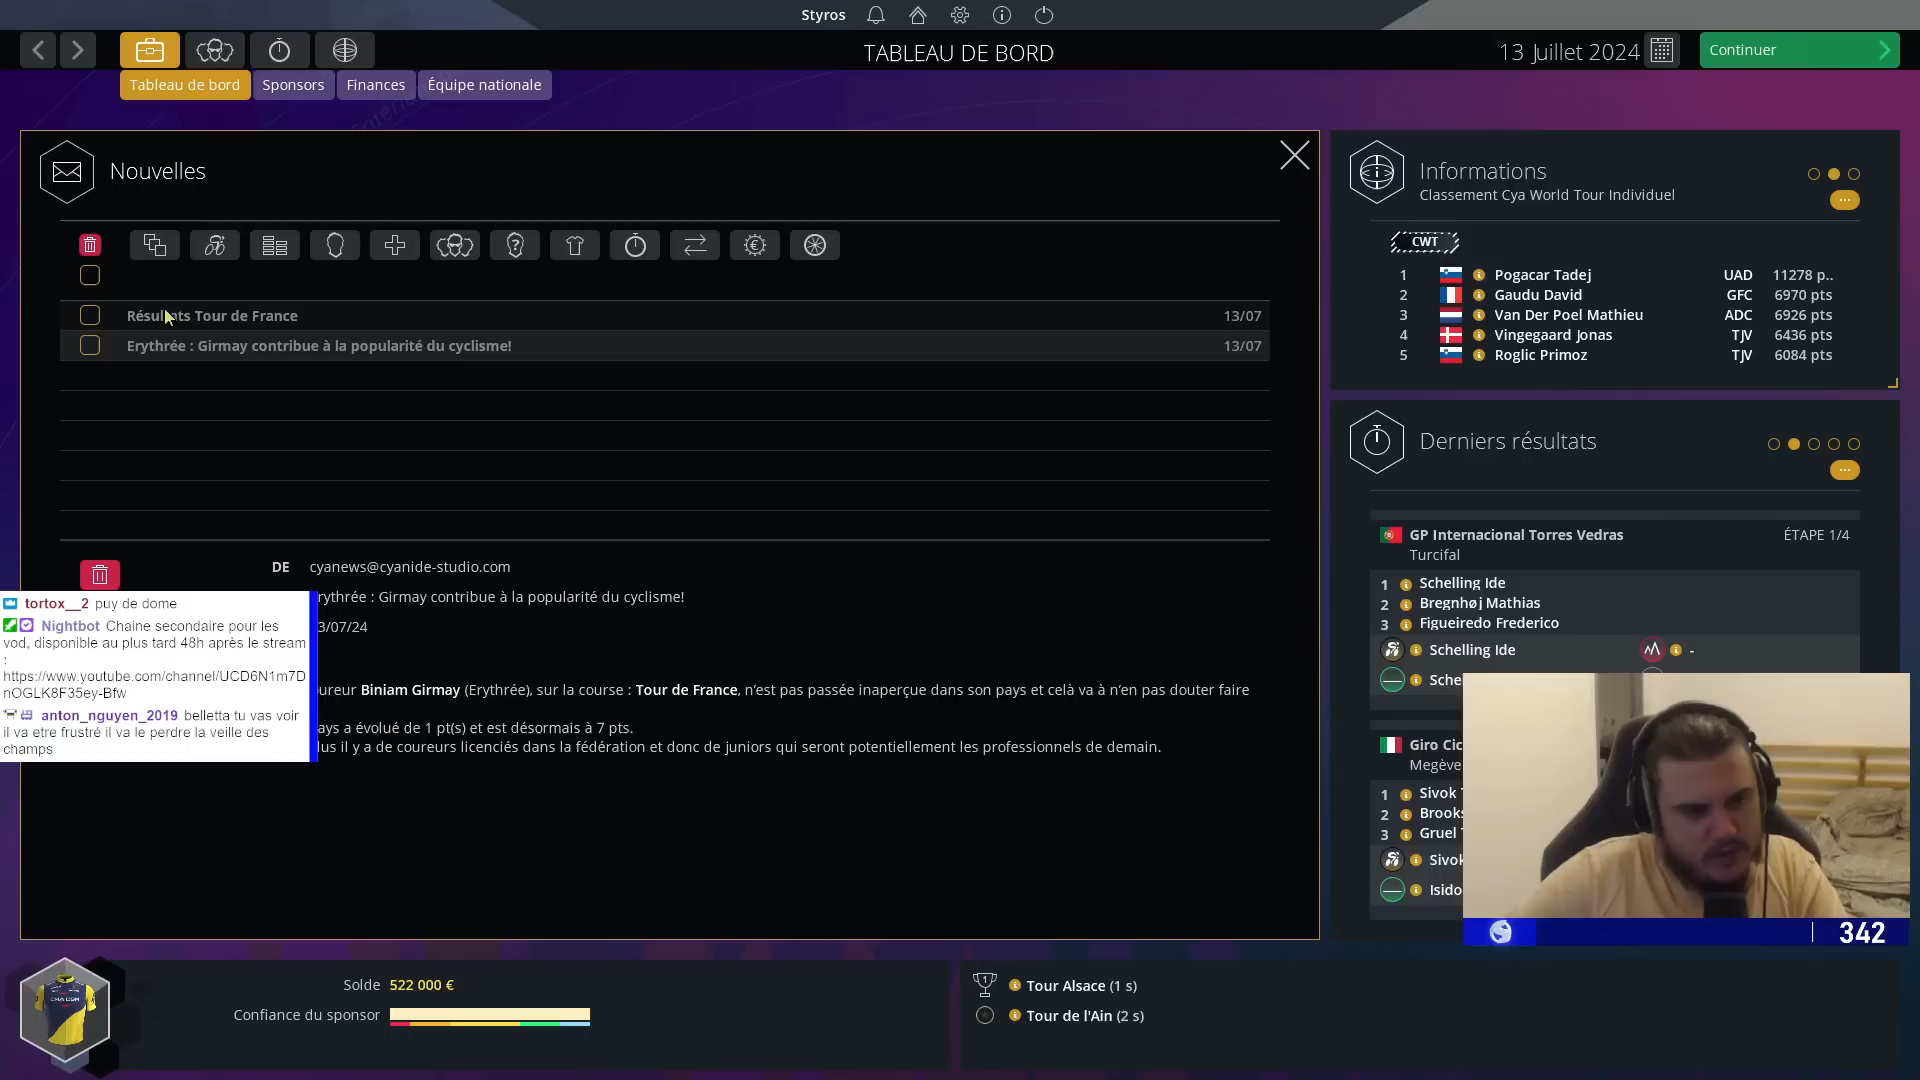 Styros
TABLEAU DE BORD
13 Juillet 2024
Continuer
Tableau de bord
Sponsors
Finances
Équipe nationale
Nouvelles
Résultats Tour de France 13/07
Erythrée : Girmay contribue à la popularité du cyclisme! 13/07
DE cyanews@cyanide-studio.com
rythrée : Girmay contribue à la popularité du cyclisme!
3/07/24
ureur Biniam Girmay (Erythrée), sur la course : Tour de France, n'est pas passée inaperçue dans son pays et celà va à n'en pas douter faire
ays a évolué de 1 pt(s) et est désormais à 7 pts.
lus il y a de coureurs licenciés dans la fédération et donc de juniors qui seront potentiellement les professionnels de demain.
tortox__2 puy de dome
Nightbot Chaine secondaire pour les
vod, disponible au plus tard 48h après le stream
:
https://www.youtube.com/channel/UCD6N1m7D
nOGLK8F35ey-Bfw
anton_nguyen_2019 belletta tu vas voir
il va etre frustré il va le perdre la veille des
champs
Informations
Classement Cya World Tour Individuel
CWT
1 Pogacar Tadej UAD 11278 p..
2 Gaudu David GFC 6970 pts
3 Van Der Poel Mathieu ADC 6926 pts
4 Vingegaard Jonas TJV 6436 pts
5 Roglic Primoz TJV 6084 pts
Derniers résultats
GP Internacional Torres Vedras ÉTAPE 1/4
Turcifal
1 Schelling Ide
2 Bregnhøj Mathias
3 Figueiredo Frederico
Schelling Ide -
Sche
Giro Cic
Megève
1 Sivok
2 Brooks
3 Gruel
Sivok
Isido
342
Solde 522 000 €
Confiance du sponsor
CMA CGM
Tour Alsace (1 s)
Tour de l'Ain (2 s)